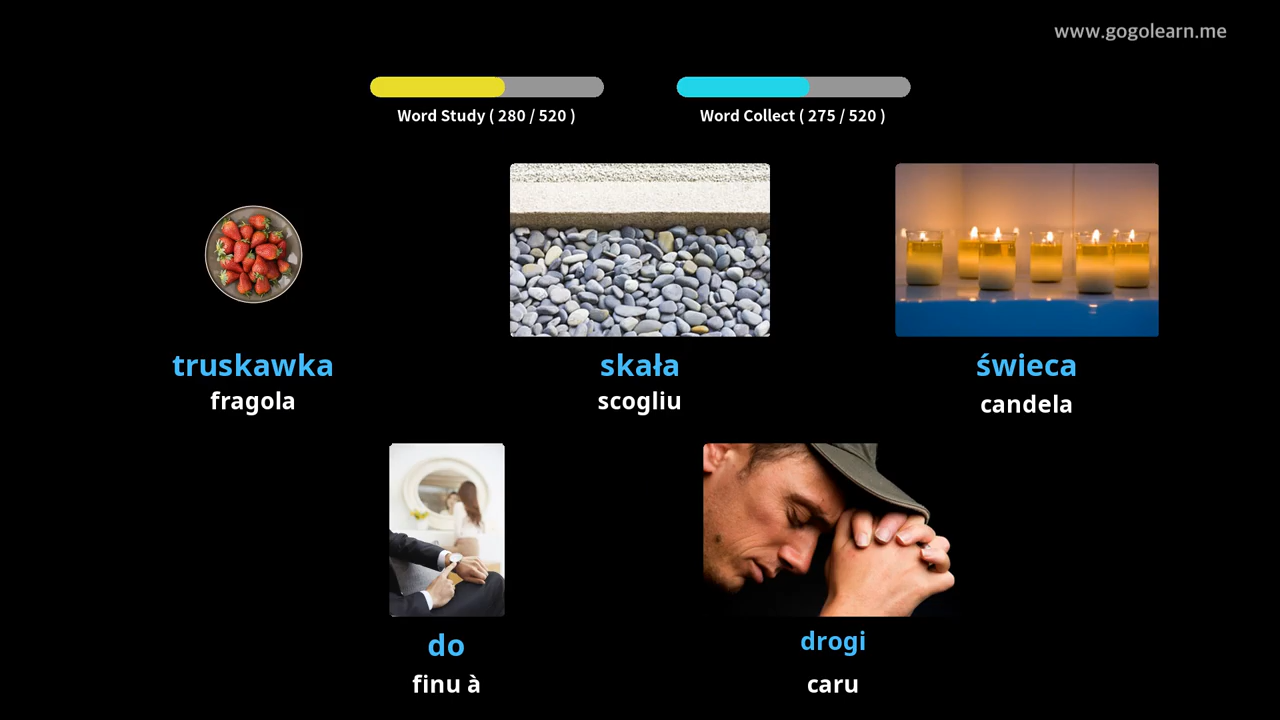 www.gogolearn.me
Word Study ( 280 / 520 )
Word Collect ( 275 / 520 )
truskawka
fragola
skała
scogliu
świeca
candela
do
finu à
drogi
caru